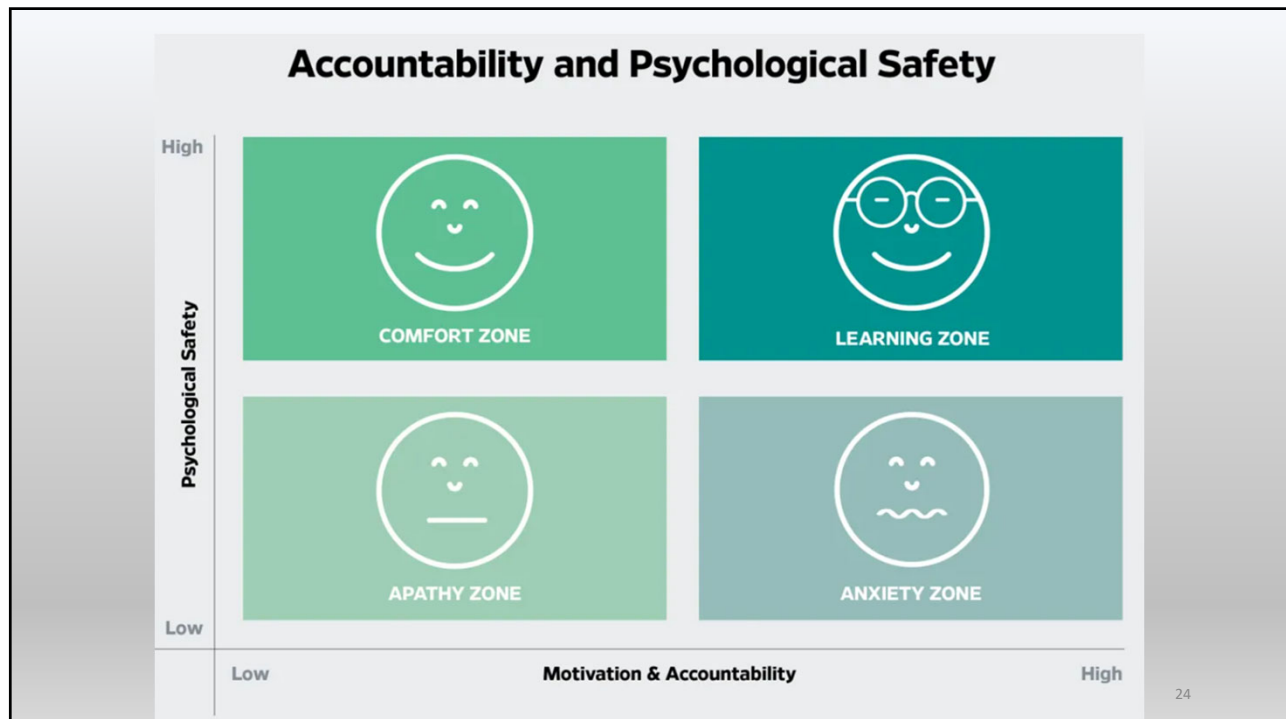 Accountability and Psychological Safety
High
COMFORT ZONE
LEARNING ZONE
Psychological Safety
APATHY ZONE
ANXIETY ZONE
Low
Low
Motivation & Accountability
High
24